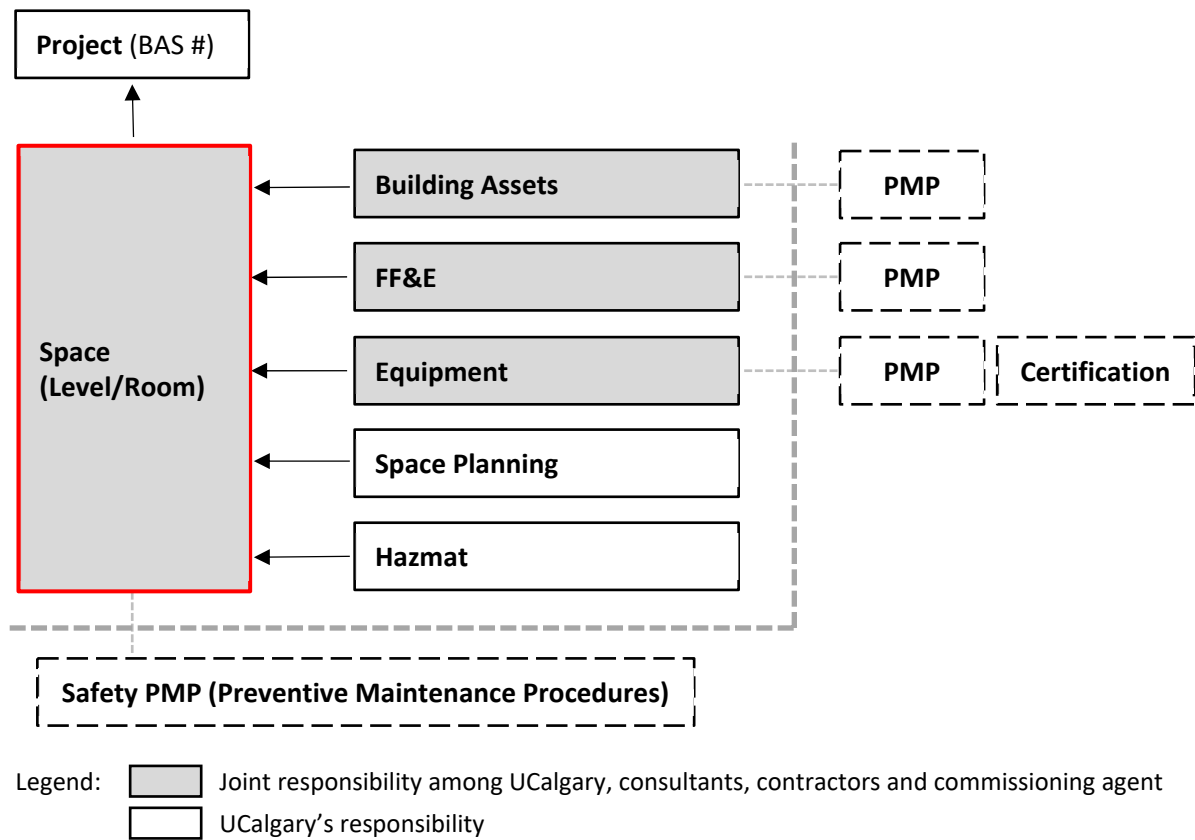 Project (BAS #)
Building Assets
PMP
FF&E
PMP
Space
(Level/Room)
Equipment
PMP
Certification
Space Planning
Hazmat
Safety PMP (Preventive Maintenance Procedures)
Legend:
Joint responsibility among UCalgary, consultants, contractors and commissioning agent
UCalgary's responsibility